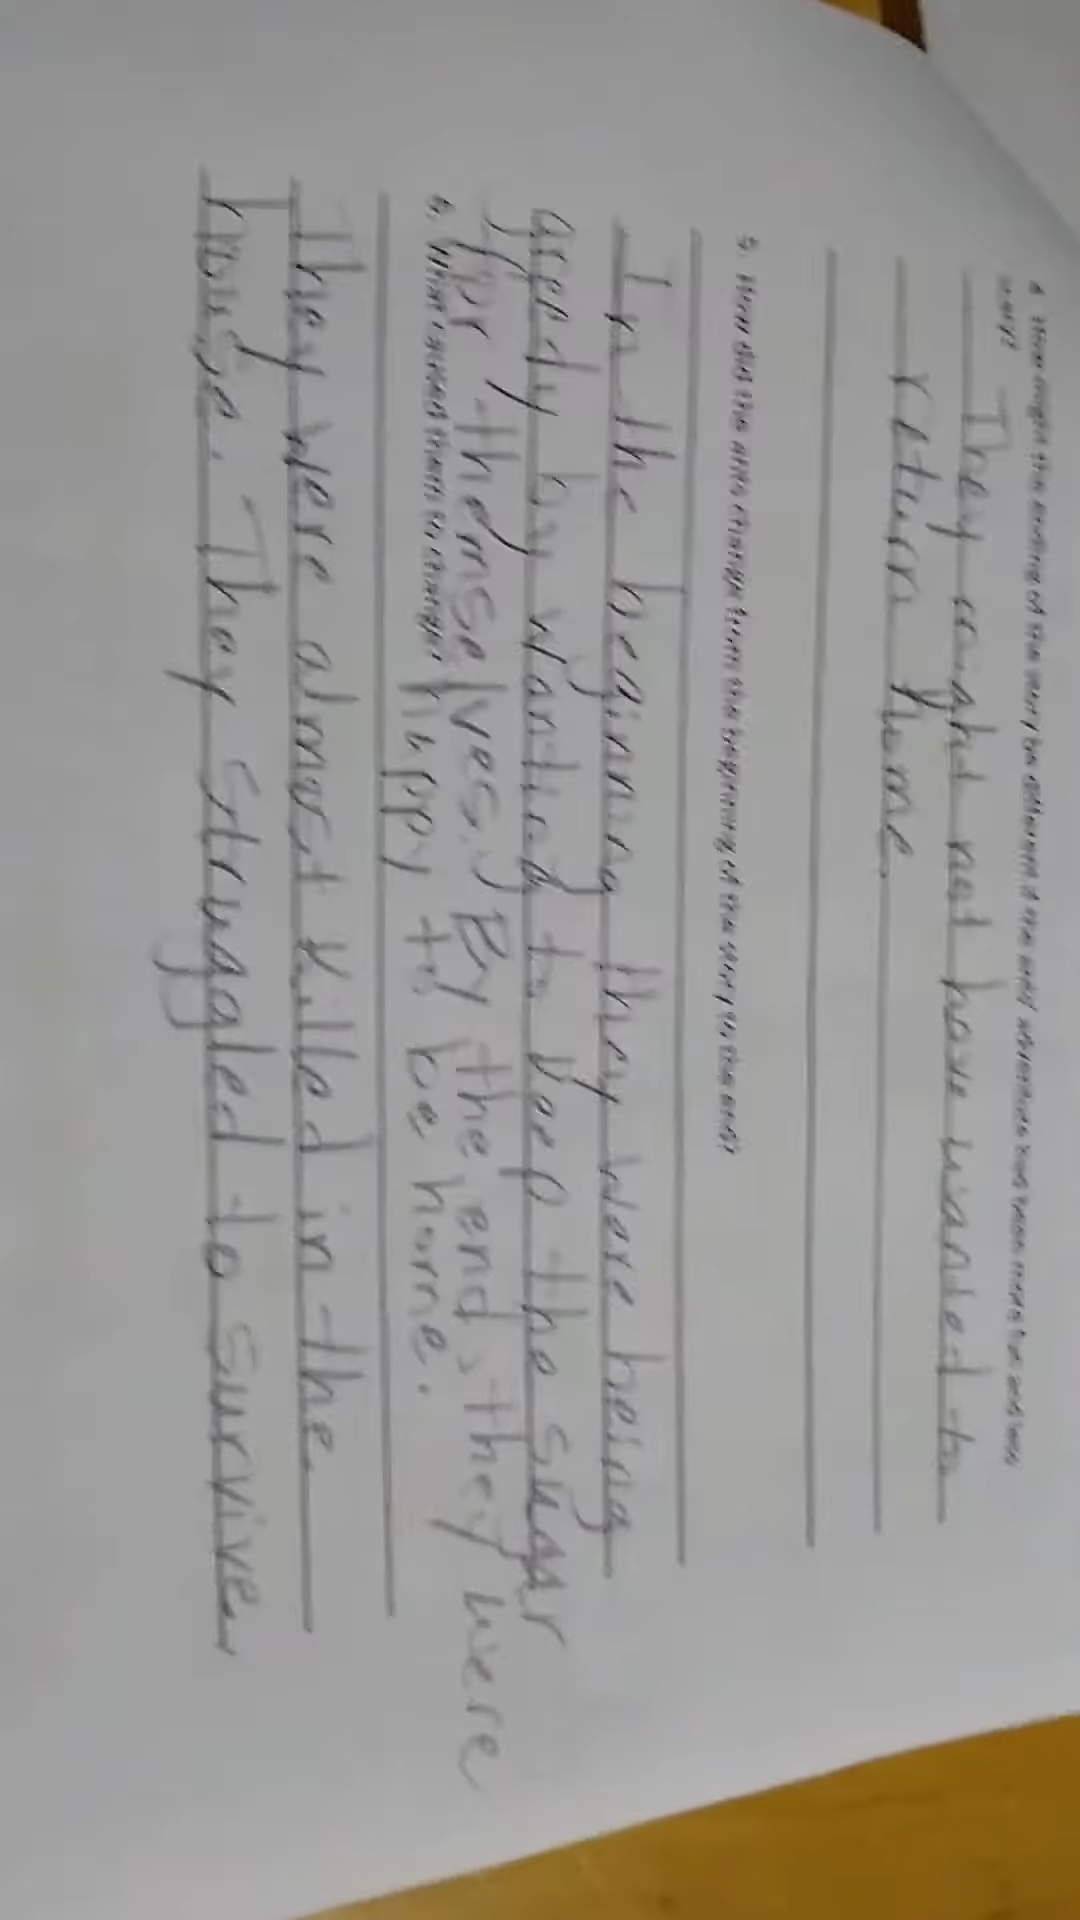 4. How might the ending of the story be different if the ants' adventures had been more fun and less
scary?
They might not have wanted to
return home.
5. How did the ants change from the beginning of the story to the end?
In the beginning they were being
greedy by wanting to keep the sugar
for themselves. By the end, they were
happy to be home.
6. What caused them to change?
They were almost killed in the
house. They struggled to survive